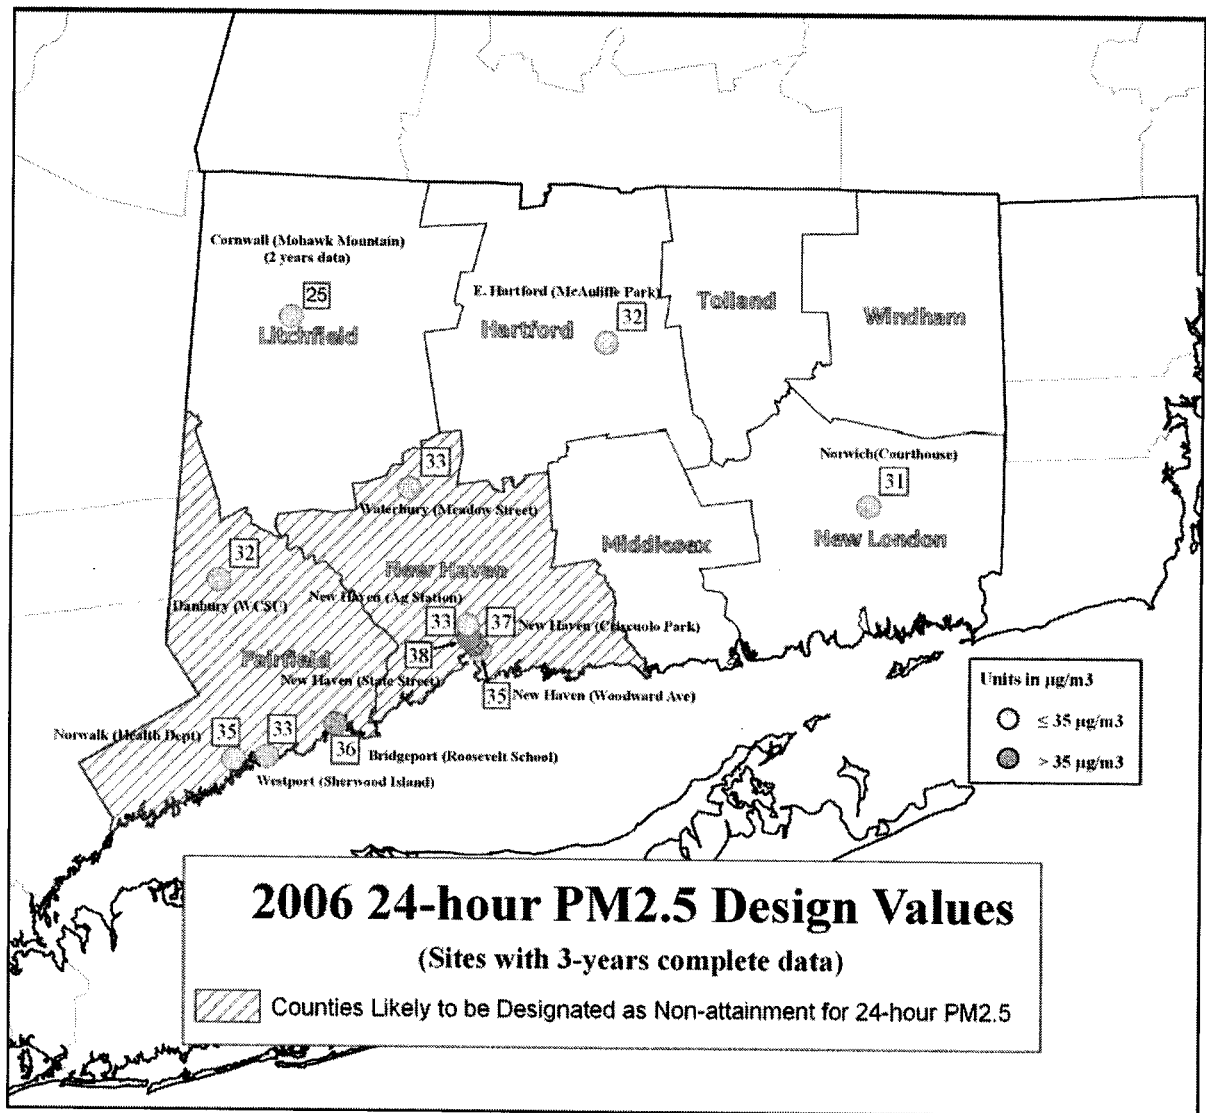 Cornwall (Mohawk Mountain)
(2 years data)
25
Litchfield
E. Hartford (McAuliffe Park)
32
Hartford
Tolland
Windham
33
Waterbury (Meadow Street)
Norwich(Courthouse)
31
New London
Middlesex
32
Danbury (WCSU)
New Haven
New Haven (Ag Station)
33
37
New Haven (Criscuolo Park)
38
Fairfield
New Haven (State Street)
35
New Haven (Woodward Ave)
Norwalk (Health Dept)
35
33
36
Bridgeport (Roosevelt School)
Westport (Sherwood Island)
Units in µg/m3
≤ 35 µg/m3
> 35 µg/m3
2006 24-hour PM2.5 Design Values
(Sites with 3-years complete data)
Counties Likely to be Designated as Non-attainment for 24-hour PM2.5